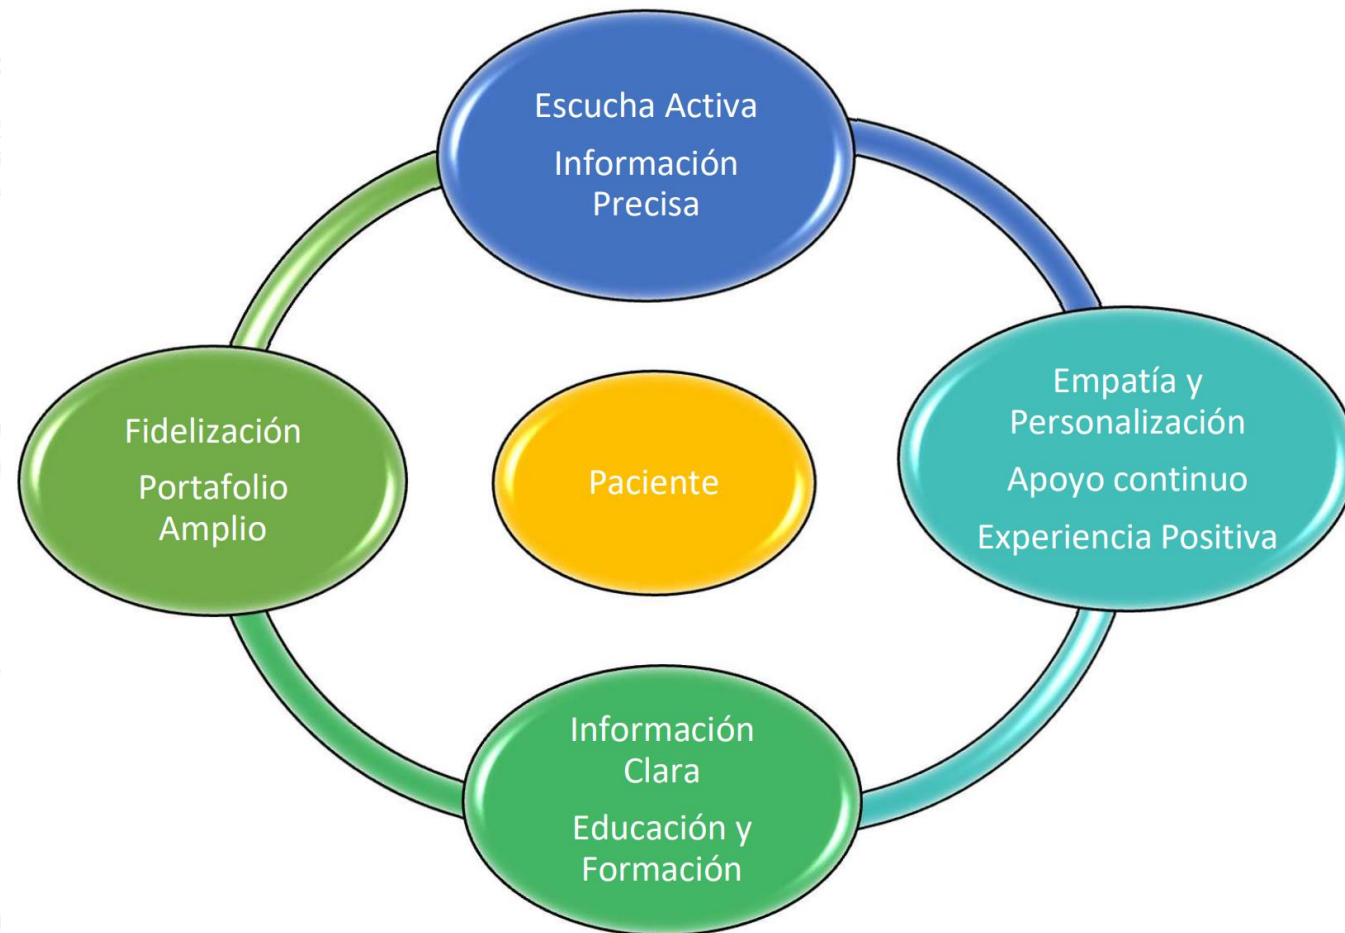 Escucha Activa
Información
Precisa
Empatía y
Personalización
Apoyo continuo
Experiencia Positiva
Información
Clara
Educación y
Formación
Fidelización
Portafolio
Amplio
Paciente